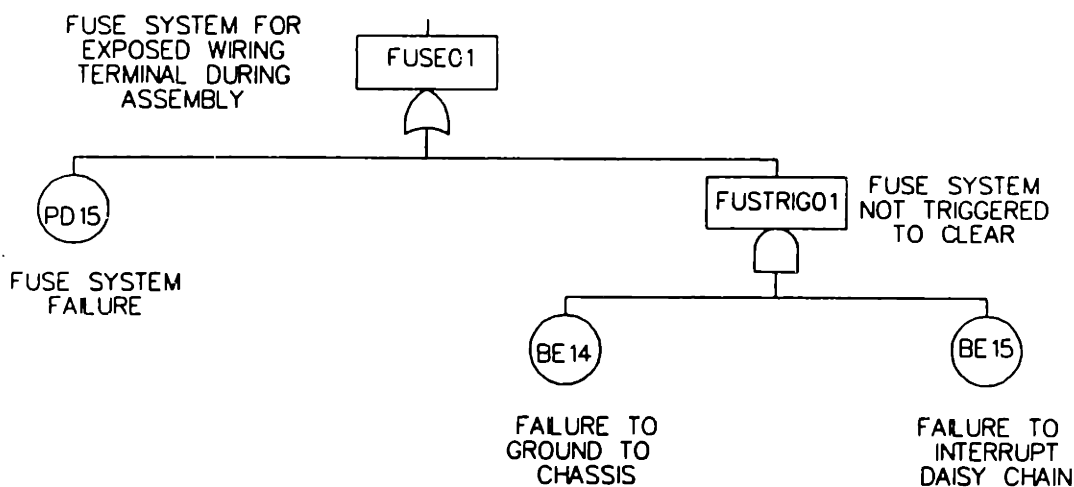 FUSE SYSTEM FOR
EXPOSED WIRING
TERMINAL DURING
ASSEMBLY
FUSE01
PD15
FUSE SYSTEM
FAILURE
FUSTRIG01
FUSE SYSTEM
NOT TRIGGERED
TO CLEAR
BE14
FAILURE TO
GROUND TO
CHASSIS
BE15
FAILURE TO
INTERRUPT
DAISY CHAIN